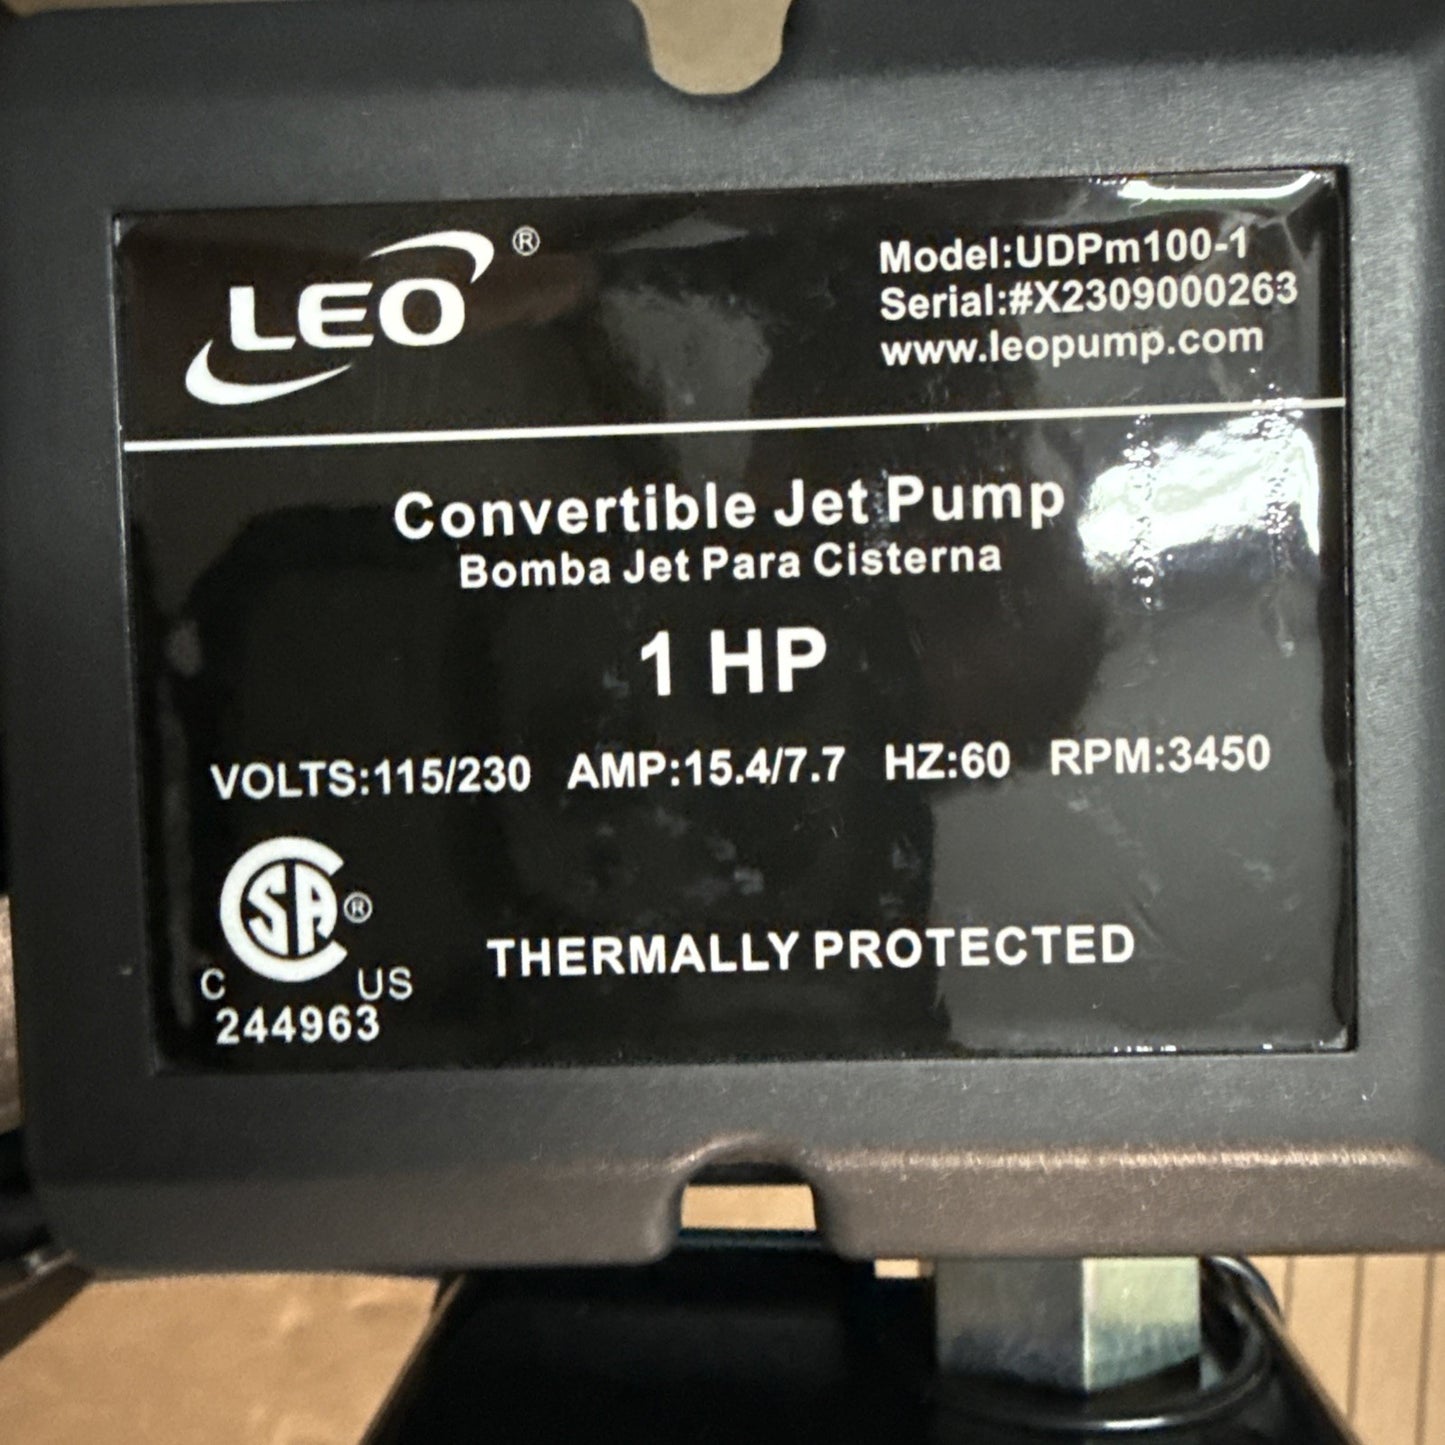 LEO®
Model:UDPm100-1
Serial:#X2309000263
www.leopump.com
Convertible Jet Pump
Bomba Jet Para Cisterna
1 HP
VOLTS:115/230 AMP:15.4/7.7 HZ:60 RPM:3450
CSA®
C US
244963
THERMALLY PROTECTED